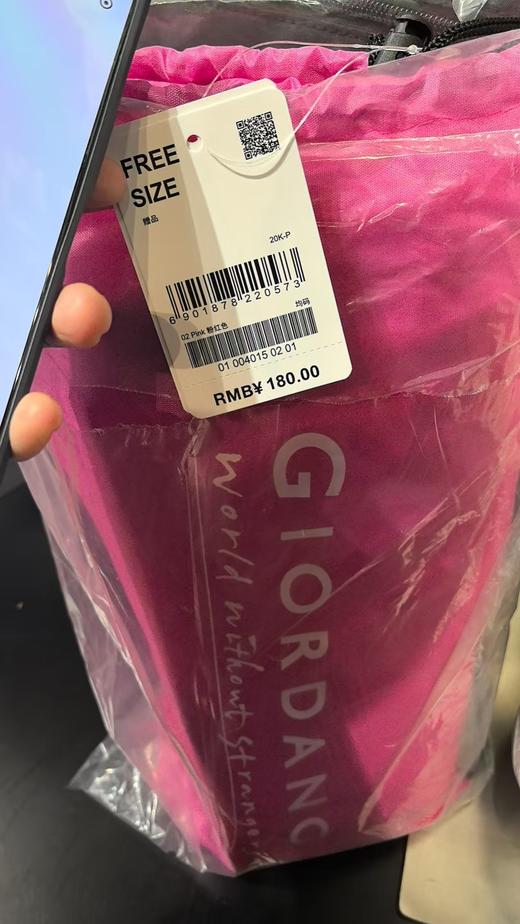 FREE
SIZE
贈品
20K-P
6901878220573
均码
02 Pink 粉红色
01 004015 02 01
RMB¥ 180.00
GIORDANO
World without strangers